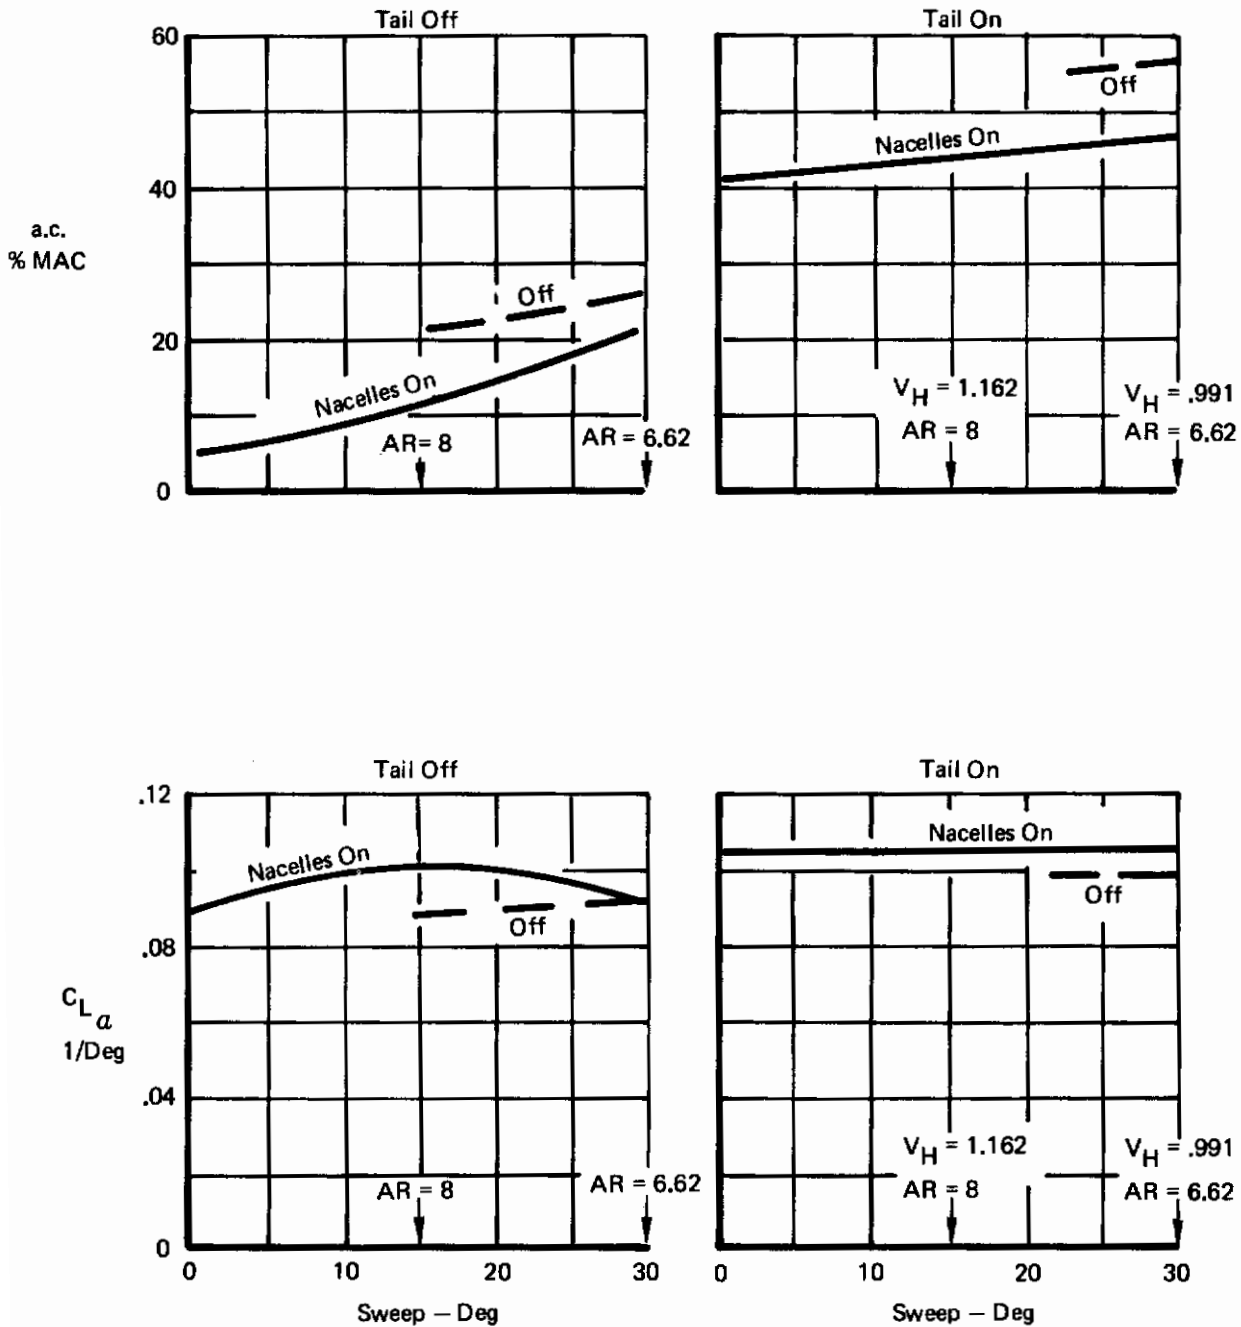 Tail Off
Tail On
60
40
20
0
a.c.
% MAC
Off
Nacelles On
AR = 8
AR = 6.62
Off
Nacelles On
V_H = 1.162
AR = 8
V_H = .991
AR = 6.62
Tail Off
Tail On
.12
.08
.04
0
C_L_α
1/Deg
Nacelles On
Off
AR = 8
AR = 6.62
Nacelles On
Off
V_H = 1.162
AR = 8
V_H = .991
AR = 6.62
0 10 20 30
0 10 20 30
Sweep – Deg
Sweep – Deg